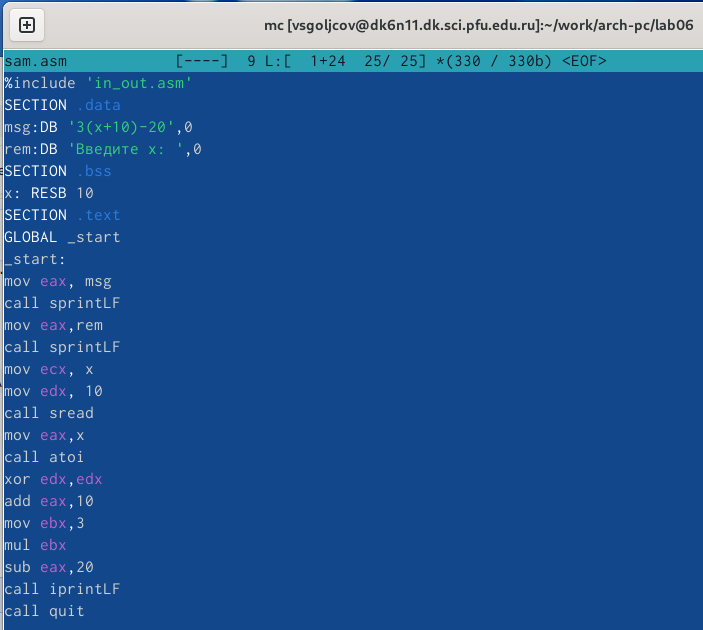 mc [vsgoljcov@dk6n11.dk.sci.pfu.edu.ru]:~/work/arch-pc/lab06
sam.asm [----] 9 L:[ 1+24 25/ 25] *(330 / 330b) <EOF>
%include 'in_out.asm'
SECTION .data
msg:DB '3(x+10)-20',0
rem:DB 'Введите x: ',0
SECTION .bss
x: RESB 10
SECTION .text
GLOBAL _start
_start:
mov eax, msg
call sprintLF
mov eax,rem
call sprintLF
mov ecx, x
mov edx, 10
call sread
mov eax,x
call atoi
xor edx,edx
add eax,10
mov ebx,3
mul ebx
sub eax,20
call iprintLF
call quit